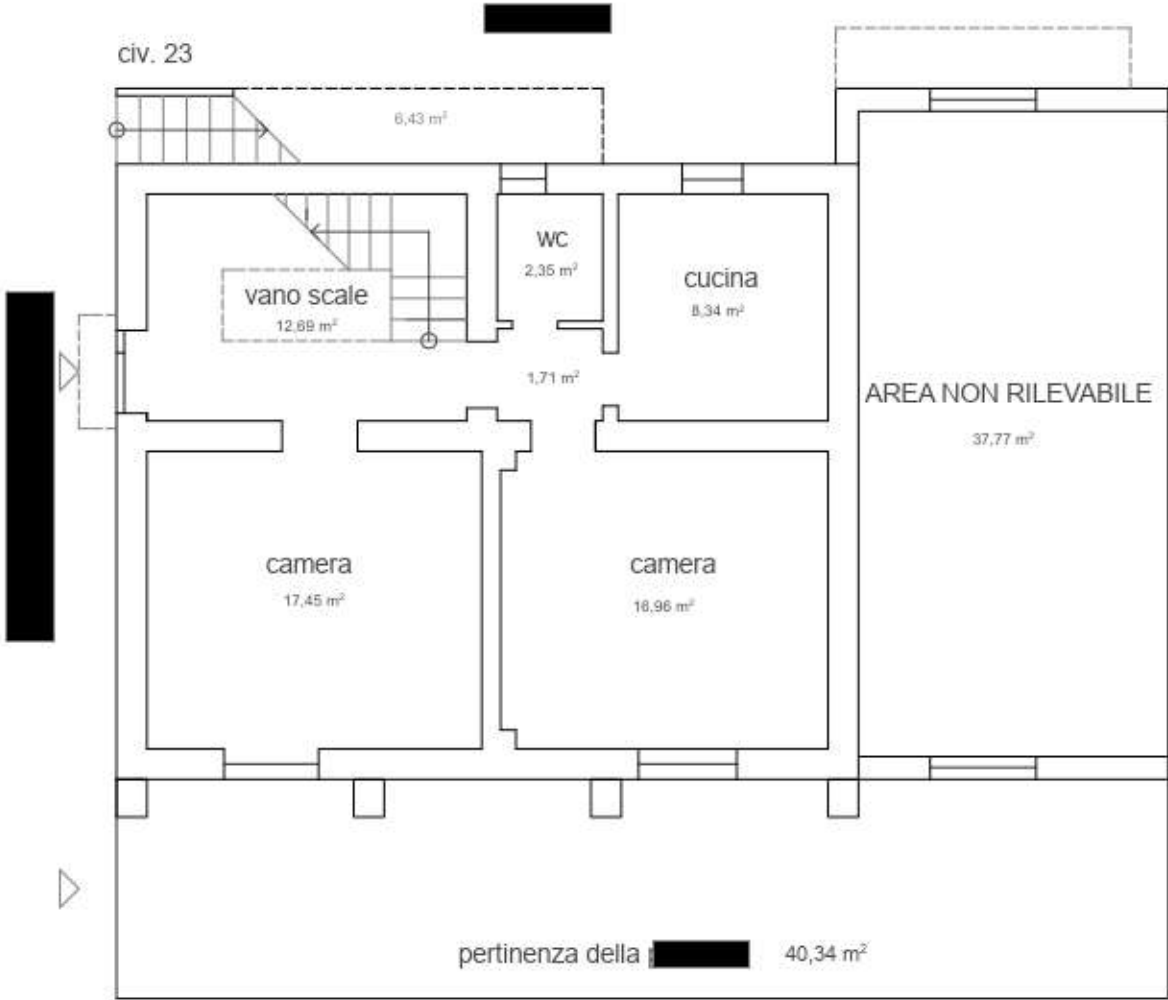 civ. 23
6,43 m²
wc
2,35 m²
cucina
8,34 m²
vano scale
12,69 m²
1,71 m²
AREA NON RILEVABILE
37,77 m²
camera
17,45 m²
camera
16,96 m²
pertinenza della
40,34 m²